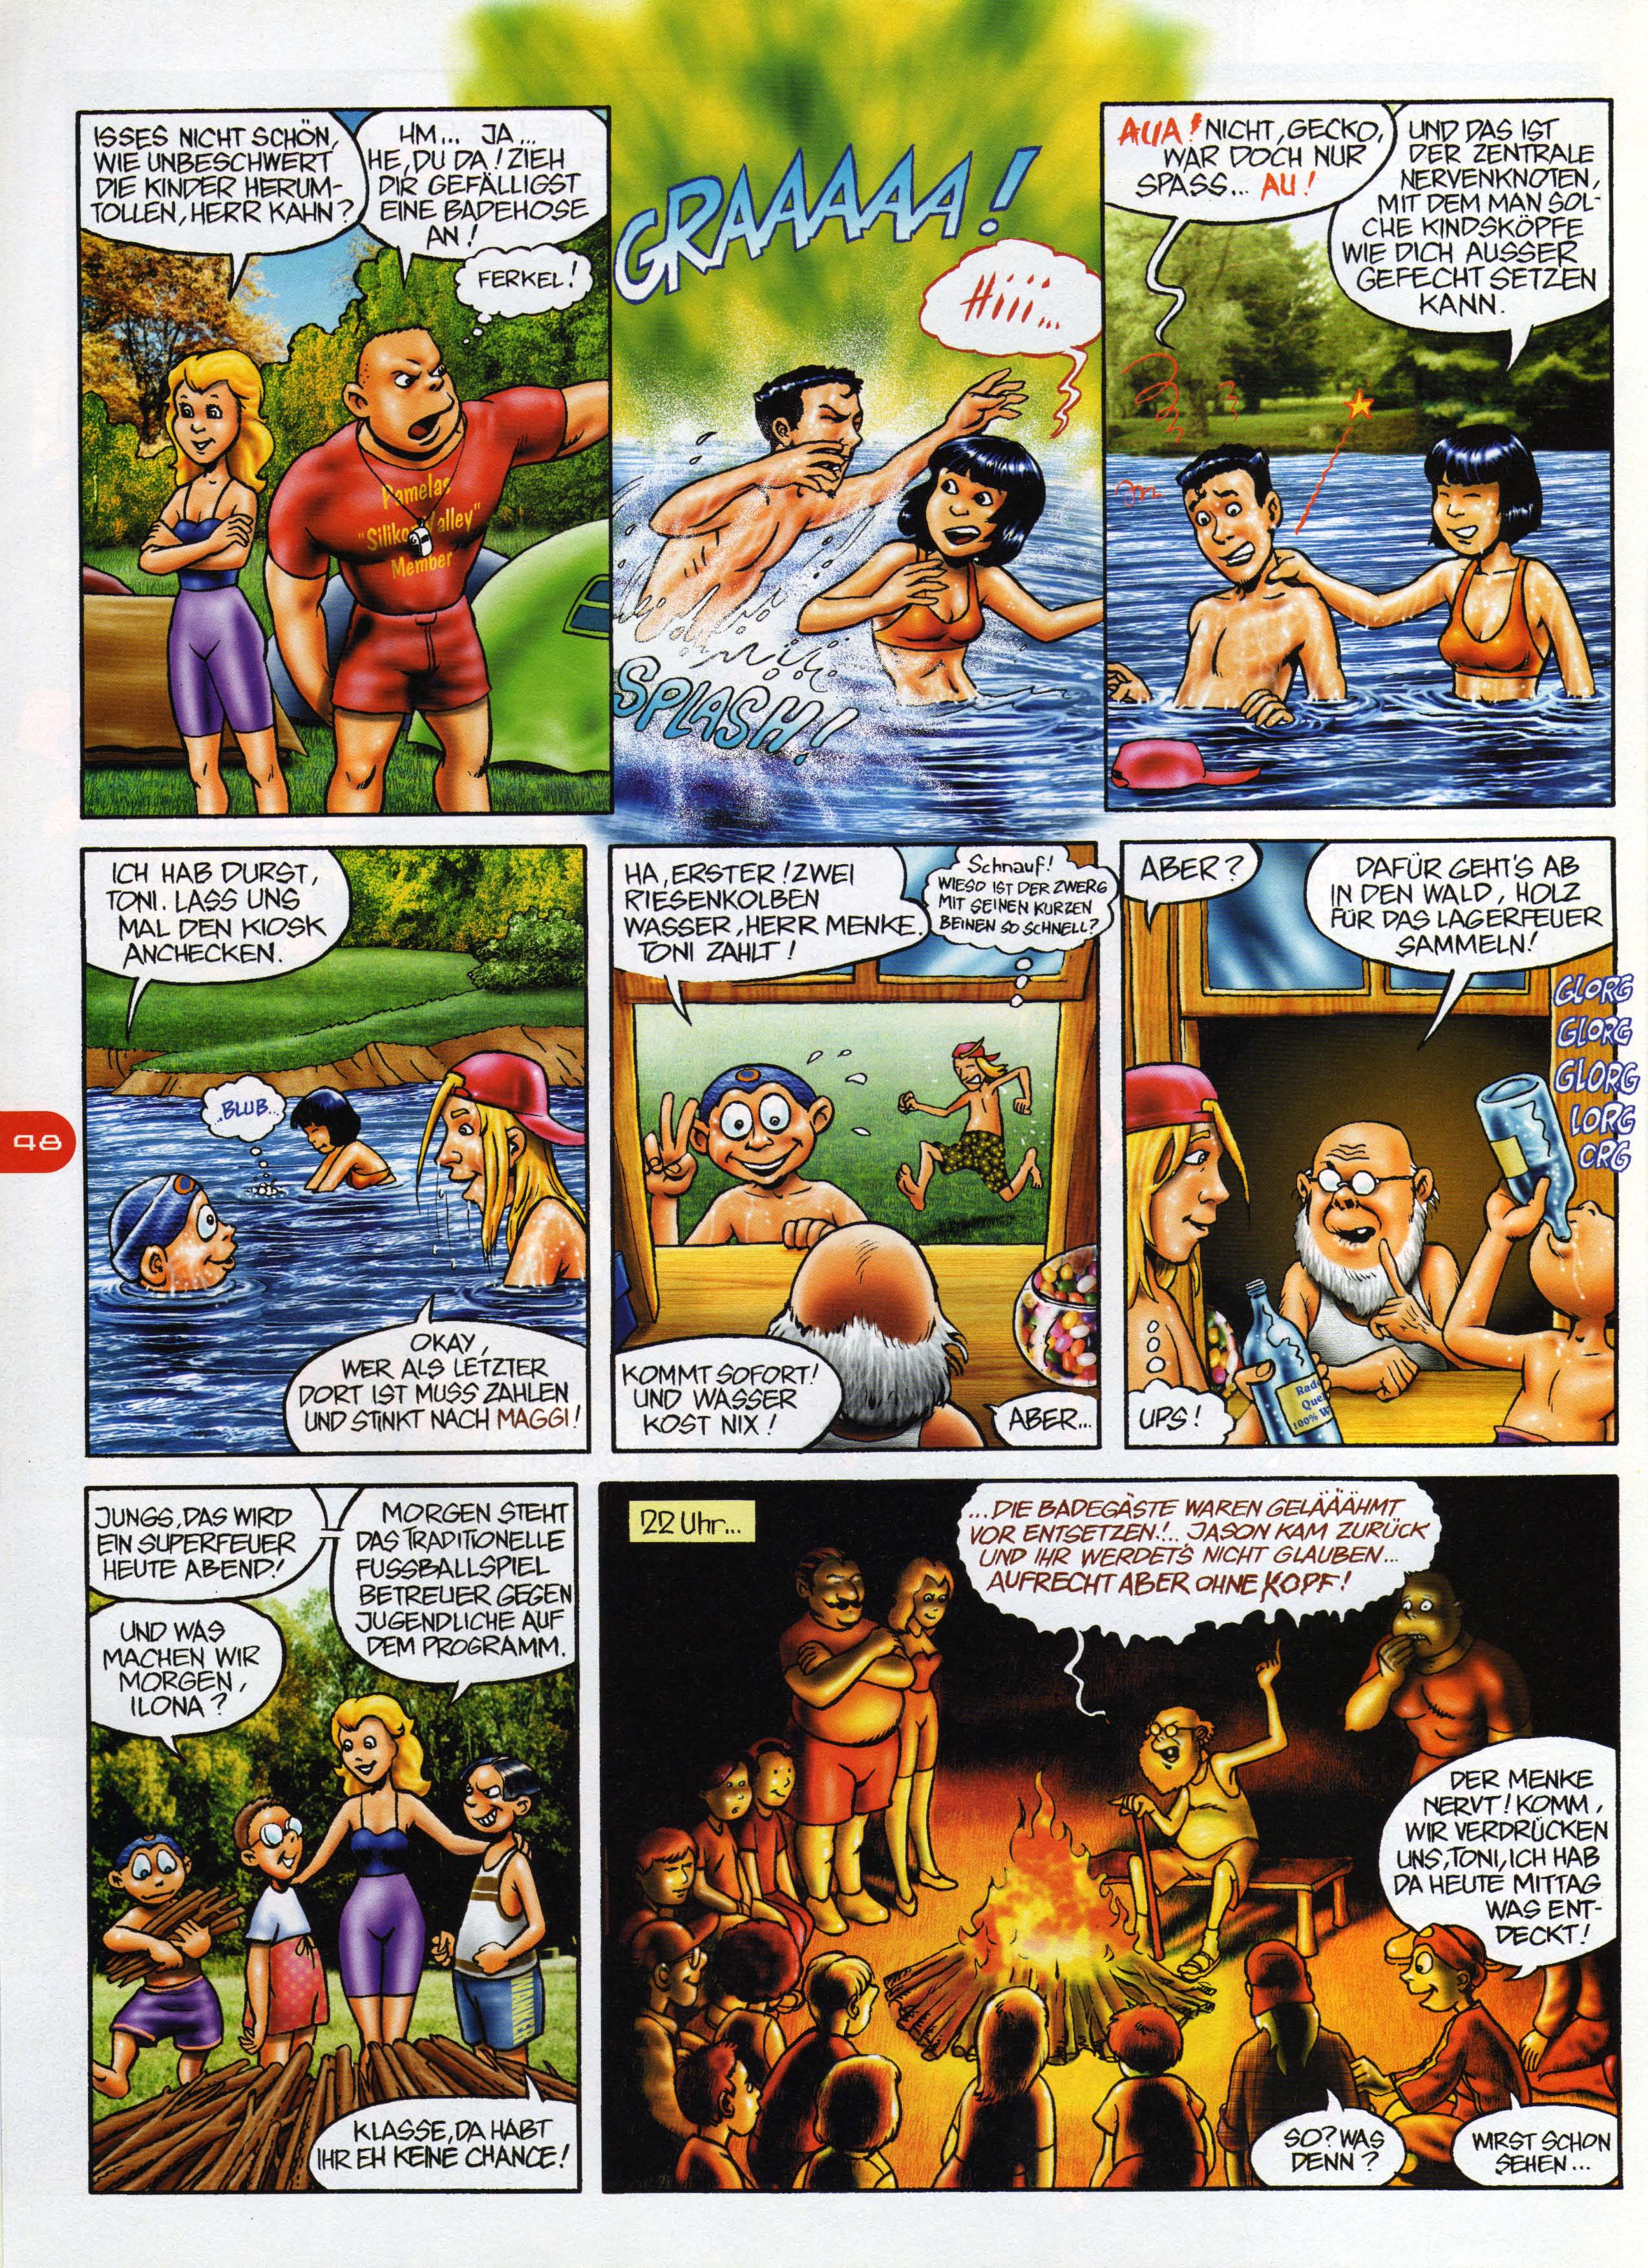 ISSES NICHT SCHÖN,
WIE UNBESCHWERT
DIE KINDER HERUM-
TOLLEN, HERR KAHN?
HM... JA...
HE, DU DA! ZIEH
DIR GEFÄLLIGST
EINE BADEHOSE
AN!
FERKEL!
Pamelas
"Silikon Valley"
Member
GRAAAAA!
Hiii...
SPLASH!
AUA! NICHT, GECKO,
WAR DOCH NUR
SPASS... AU!
UND DAS IST
DER ZENTRALE
NERVENKNOTEN,
MIT DEM MAN SOL-
CHE KINDSKÖPFE
WIE DICH AUSSER
GEFECHT SETZEN
KANN.
ICH HAB DURST,
TONI. LASS UNS
MAL DEN KIOSK
ANCHECKEN.
..BLUB..
OKAY,
WER ALS LETZTER
DORT IST MUSS ZAHLEN
UND STINKT NACH MAGGI!
HA, ERSTER! ZWEI
RIESENKOLBEN
WASSER, HERR MENKE.
TONI ZAHLT!
Schnauf!
WIESO IST DER ZWERG
MIT SEINEN KURZEN
BEINEN SO SCHNELL?
KOMMT SOFORT!
UND WASSER
KOST NIX!
ABER...
ABER?
DAFÜR GEHT'S AB
IN DEN WALD, HOLZ
FÜR DAS LAGERFEUER
SAMMELN!
GLORG
GLORG
GLORG
LORG
ORG
UPS!
Rade
Que
100% W
48
JUNGS, DAS WIRD
EIN SUPERFEUER
HEUTE ABEND!
UND WAS
MACHEN WIR
MORGEN,
ILONA?
MORGEN STEHT
DAS TRADITIONELLE
FUSSBALLSPIEL
BETREUER GEGEN
JUGENDLICHE AUF
DEM PROGRAMM.
KLASSE, DA HABT
IHR EH KEINE CHANCE!
22 Uhr...
...DIE BADEGÄSTE WAREN GELÄÄÄHMT
VOR ENTSETZEN!.. JASON KAM ZURÜCK
UND IHR WERDET'S NICHT GLAUBEN...
AUFRECHT ABER OHNE KOPF!
DER MENKE
NERVT! KOMM,
WIR VERDRÜCKEN
UNS, TONI, ICH HAB
DA HEUTE MITTAG
WAS ENT-
DECKT!
SO? WAS
DENN?
WIRST SCHON
SEHEN...